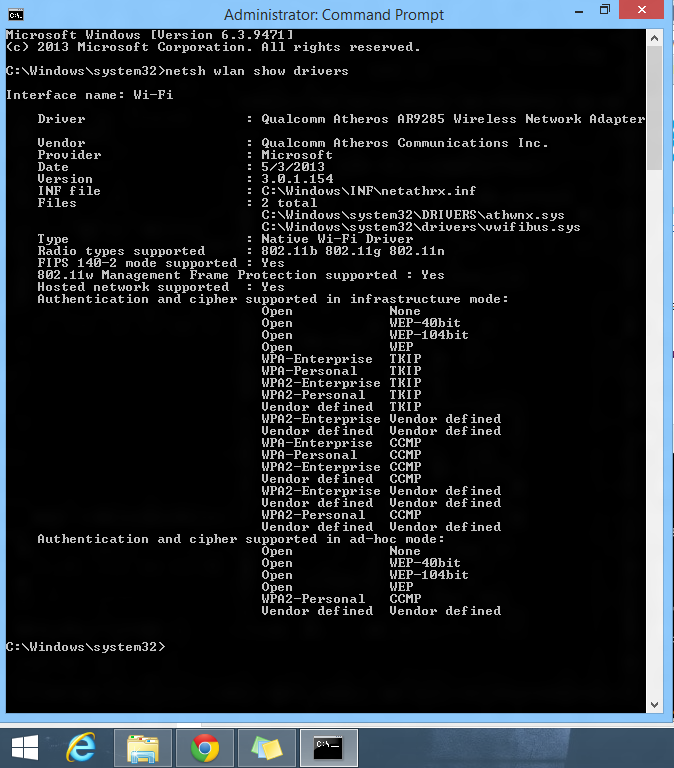 Administrator: Command Prompt
Microsoft Windows [Version 6.3.9471]
(c) 2013 Microsoft Corporation. All rights reserved.
C:\Windows\system32>netsh wlan show drivers
Interface name: Wi-Fi
Driver : Qualcomm Atheros AR9285 Wireless Network Adapter
Vendor : Qualcomm Atheros Communications Inc.
Provider : Microsoft
Date : 5/3/2013
Version : 3.0.1.154
INF file : C:\Windows\INF\netathrx.inf
Files : 2 total
C:\Windows\system32\DRIVERS\athwnx.sys
C:\Windows\system32\drivers\vwifibus.sys
Type : Native Wi-Fi Driver
Radio types supported : 802.11b 802.11g 802.11n
FIPS 140-2 mode supported : Yes
802.11w Management Frame Protection supported : Yes
Hosted network supported : Yes
Authentication and cipher supported in infrastructure mode:
Open None
Open WEP-40bit
Open WEP-104bit
Open WEP
WPA-Enterprise TKIP
WPA-Personal TKIP
WPA2-Enterprise TKIP
WPA2-Personal TKIP
Vendor defined TKIP
WPA2-Enterprise Vendor defined
Vendor defined Vendor defined
WPA-Enterprise CCMP
WPA-Personal CCMP
WPA2-Enterprise CCMP
Vendor defined CCMP
WPA2-Enterprise Vendor defined
Vendor defined Vendor defined
WPA2-Personal CCMP
Vendor defined Vendor defined
Authentication and cipher supported in ad-hoc mode:
Open None
Open WEP-40bit
Open WEP-104bit
Open WEP
WPA2-Personal CCMP
Vendor defined Vendor defined
C:\Windows\system32>